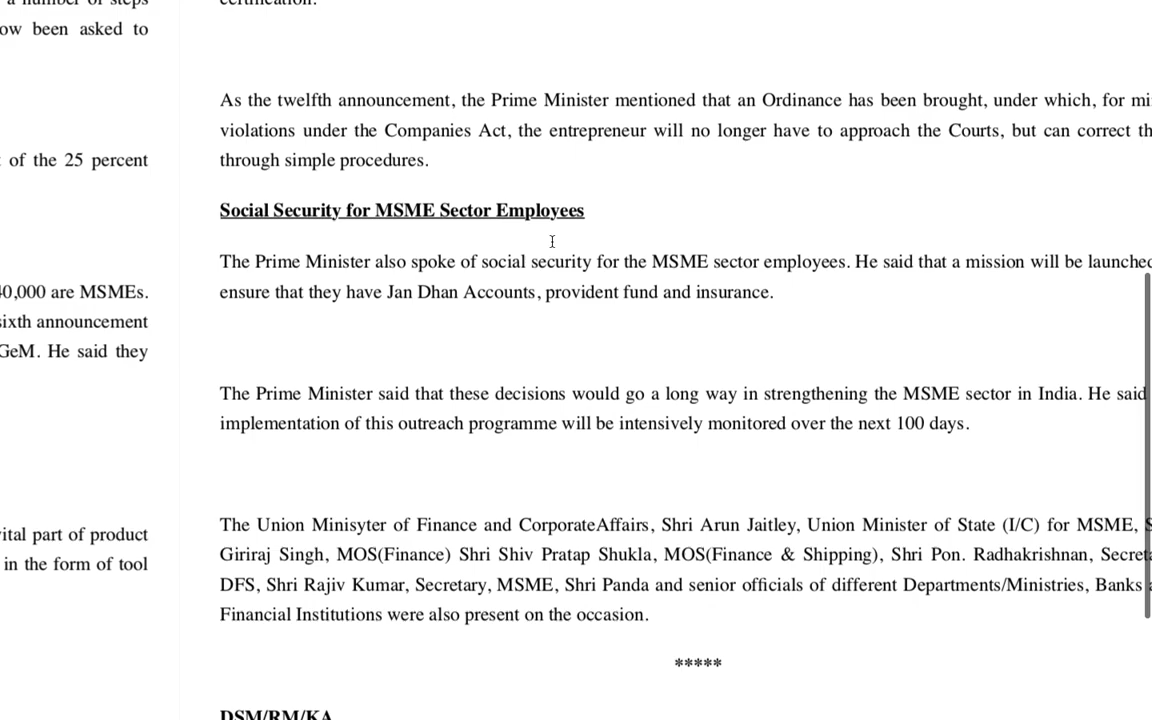 a number of steps
ow been asked to
of the 25 percent
40,000 are MSMEs.
sixth announcement
GeM. He said they
vital part of product
in the form of tool
certification.
As the twelfth announcement, the Prime Minister mentioned that an Ordinance has been brought, under which, for
violations under the Companies Act, the entrepreneur will no longer have to approach the Courts, but can correct
through simple procedures.
Social Security for MSME Sector Employees
The Prime Minister also spoke of social security for the MSME sector employees. He said that a mission will be launched
ensure that they have Jan Dhan Accounts, provident fund and insurance.
The Prime Minister said that these decisions would go a long way in strengthening the MSME sector in India. He said
implementation of this outreach programme will be intensively monitored over the next 100 days.
The Union Minisyter of Finance and CorporateAffairs, Shri Arun Jaitley, Union Minister of State (I/C) for MSME,
Giriraj Singh, MOS(Finance) Shri Shiv Pratap Shukla, MOS(Finance & Shipping), Shri Pon. Radhakrishnan,
DFS, Shri Rajiv Kumar, Secretary, MSME, Shri Panda and senior officials of different Departments/Ministries, Banks
Financial Institutions were also present on the occasion.
*****
DSM/RM/KA